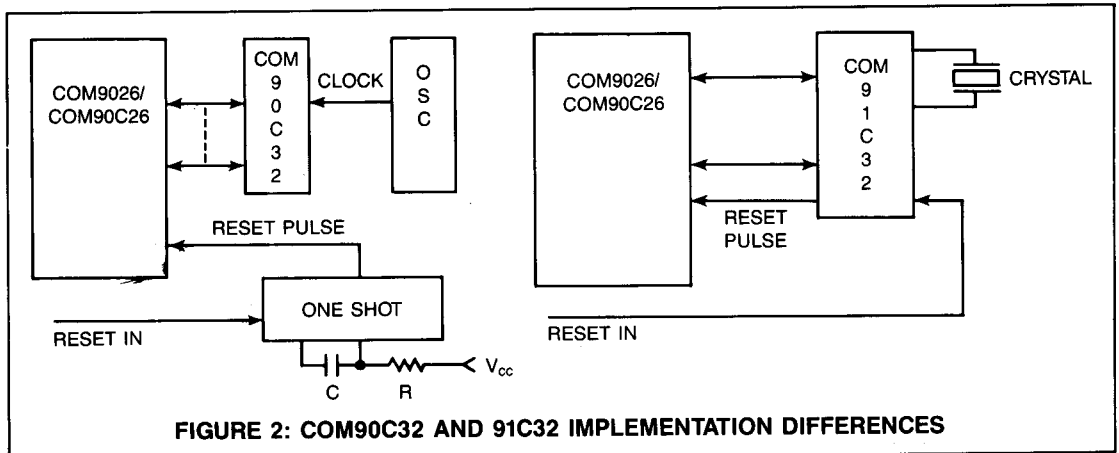 COM9026/
COM90C26
COM
9
0
C
3
2
CLOCK
O
S
C
RESET PULSE
ONE SHOT
RESET IN
C
R
Vcc
COM9026/
COM90C26
COM
9
1
C
3
2
CRYSTAL
RESET
PULSE
RESET IN
FIGURE 2: COM90C32 AND 91C32 IMPLEMENTATION DIFFERENCES